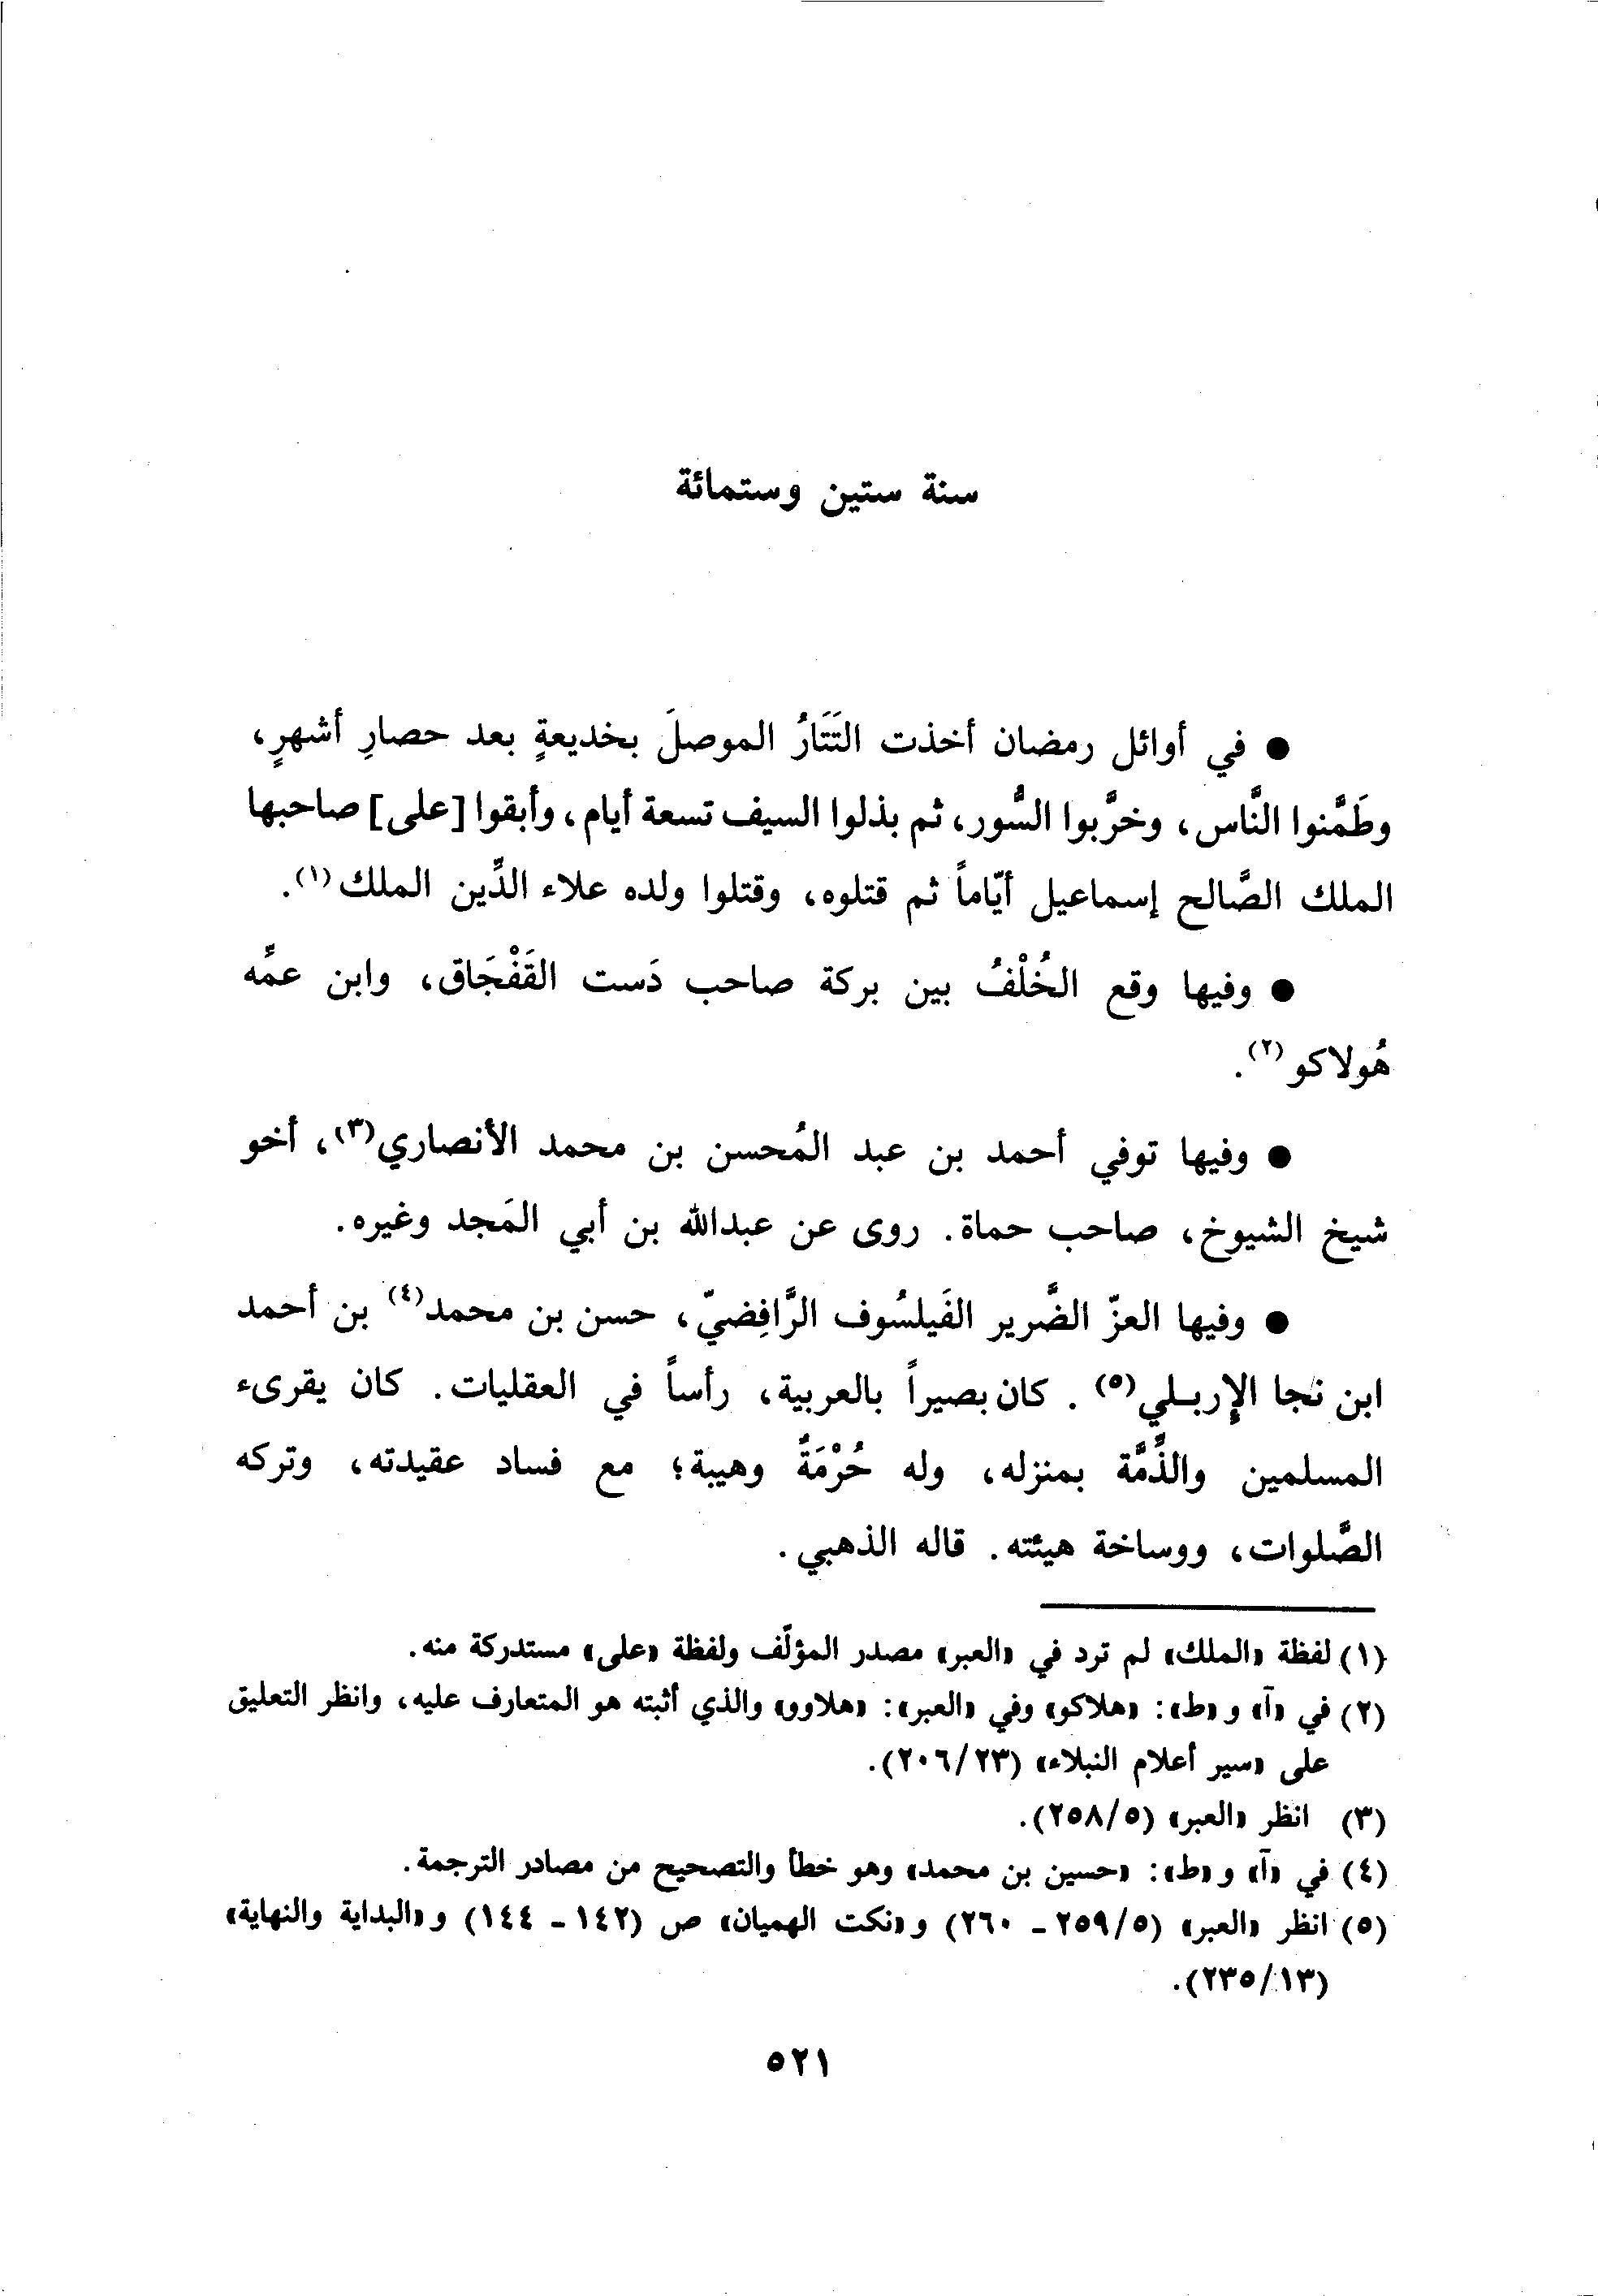 سنة ستين وستمائة
● في أوائل رمضان أخذت التَتَارُ الموصلَ بخديعةٍ بعد حصارِ أشهرٍ،
وطَمَّنوا النَّاس، وخرَّبوا السُّور، ثم بذلوا السيف تسعة أيام، وأبقوا [على] صاحبها
الملك الصَّالح إسماعيل أيّاماً ثم قتلوه، وقتلوا ولده علاء الدِّين الملك(١).
● وفيها وقع الخُلْفُ بين بركة صاحب دَست القَفْجَاق، وابن عمِّه
هُولاكو(٢).
● وفيها توفي أحمد بن عبد المُحسن بن محمد الأنصاري(٣)، أخو
شيخ الشيوخ، صاحب حماة. روى عن عبدالله بن أبي المَجد وغيره.
● وفيها العزّ الضَّرير الفَيلسُوف الرَّافِضيّ، حسن بن محمد(٤) بن أحمد
ابن نجا الإِربلي(٥). كان بصيراً بالعربية، رأساً في العقليات. كان يقرىء
المسلمين والذِّمَّة بمنزله، وله حُرْمَةٌ وهيبة؛ مع فساد عقيدته، وتركه
الصَّلوات، ووساخة هيئته. قاله الذهبي.
(١) لفظة «الملك» لم ترد في «العبر» مصدر المؤلّف ولفظة «على» مستدركة منه.
(٢) في «آ» و «ط»: «هلاكو» وفي «العبر»: «هلاوو» والذي أثبته هو المتعارف عليه، وانظر التعليق
على «سير أعلام النبلاء» (٢٠٦/٢٣).
(٣) انظر «العبر» (٢٥٨/٥).
(٤) في «آ» و «ط»: «حسين بن محمد» وهو خطأ والتصحيح من مصادر الترجمة.
(٥) انظر «العبر» (٢٥٩/٥ - ٢٦٠) و «نكت الهميان» ص (١٤٢ - ١٤٤) و «البداية والنهاية»
(٢٣٥/١٣).
٥٢١